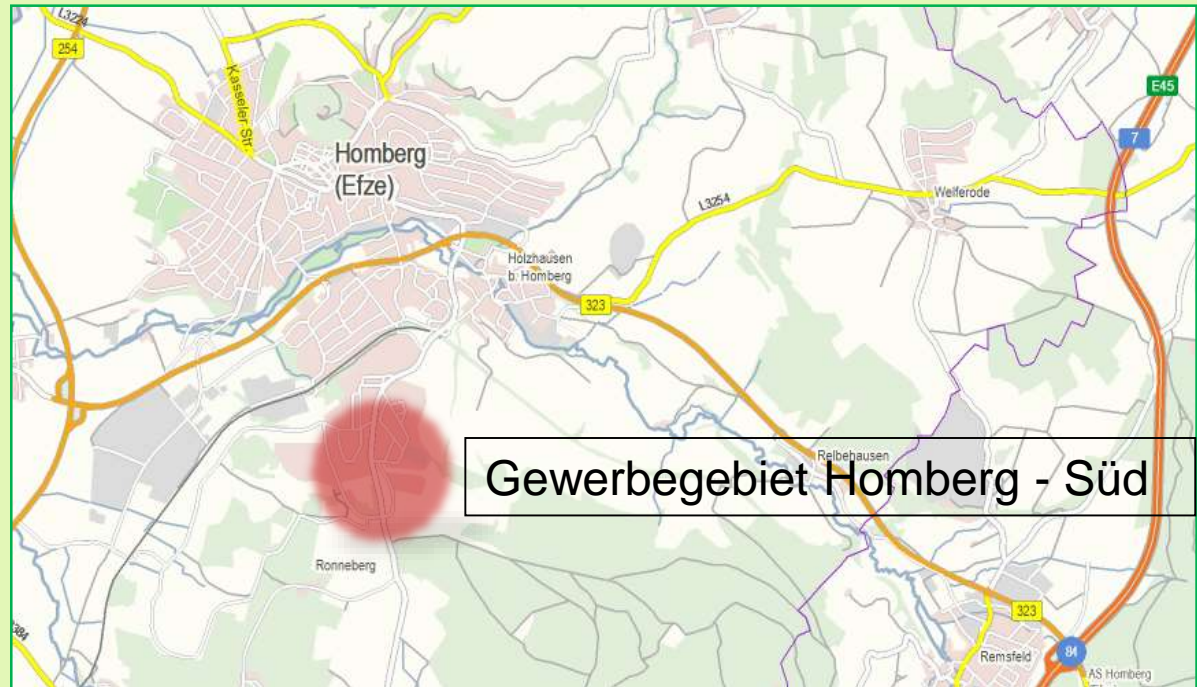 L3224
254
Kasseler Str.
E45
7
Homberg
(Efze)
Welferode
L3254
Holzhausen
b. Homberg
323
Relbehausen
Gewerbegebiet Homberg - Süd
Ronneberg
323
384
Remsfeld
84
AS Homberg